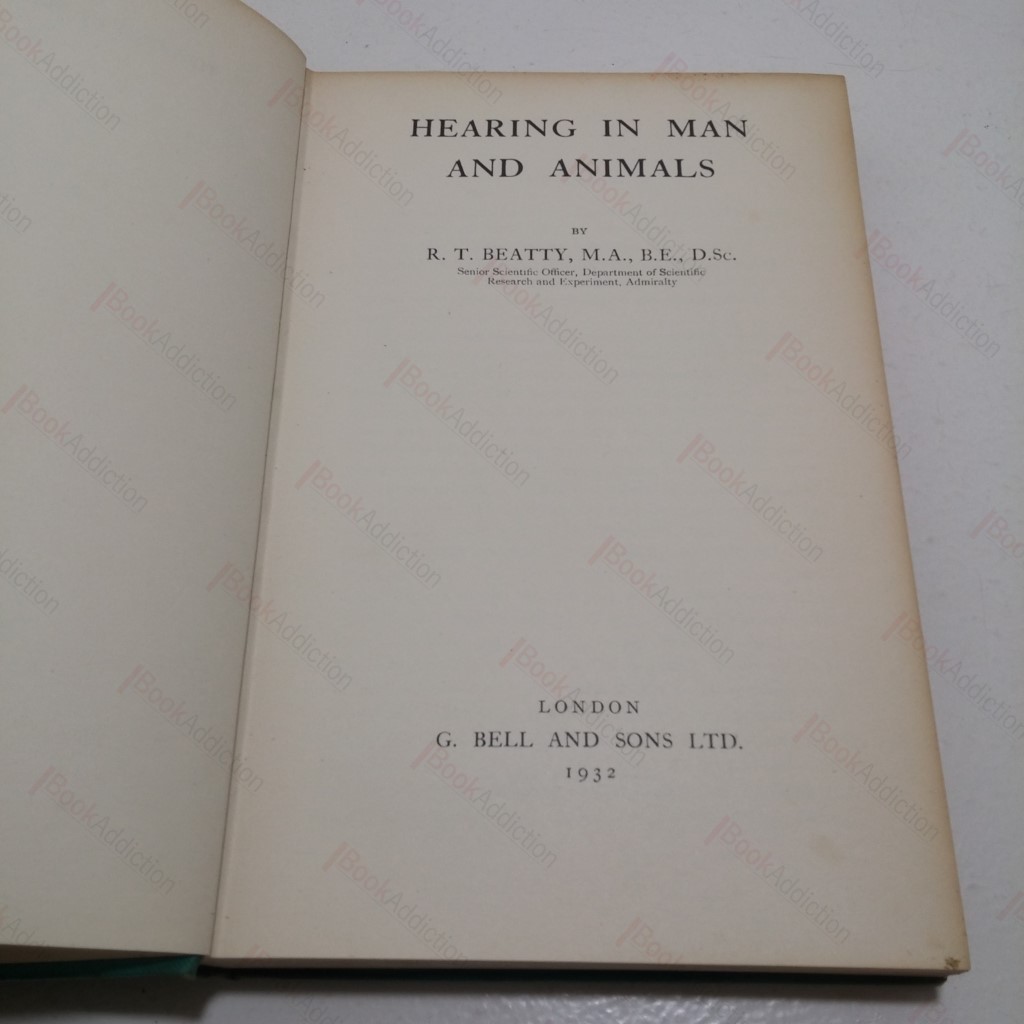 HEARING IN MAN
AND ANIMALS
BY
R. T. BEATTY, M.A., B.E., D.Sc.
Senior Scientific Officer, Department of Scientific
Research and Experiment, Admiralty
LONDON
G. BELL AND SONS LTD.
1932
BookAddiction